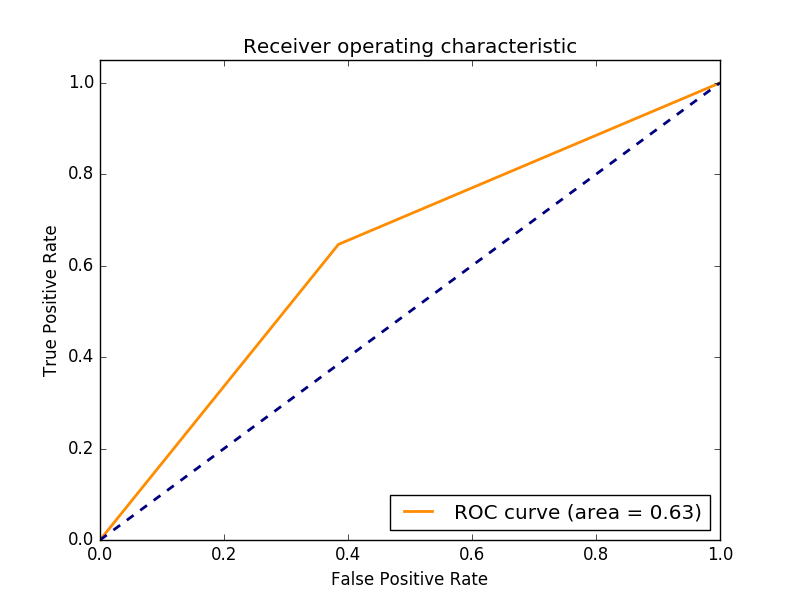 Receiver operating characteristic
1.0
0.8
0.6
0.4
0.2
0.0
True Positive Rate
ROC curve (area = 0.63)
0.0 0.2 0.4 0.6 0.8 1.0
False Positive Rate